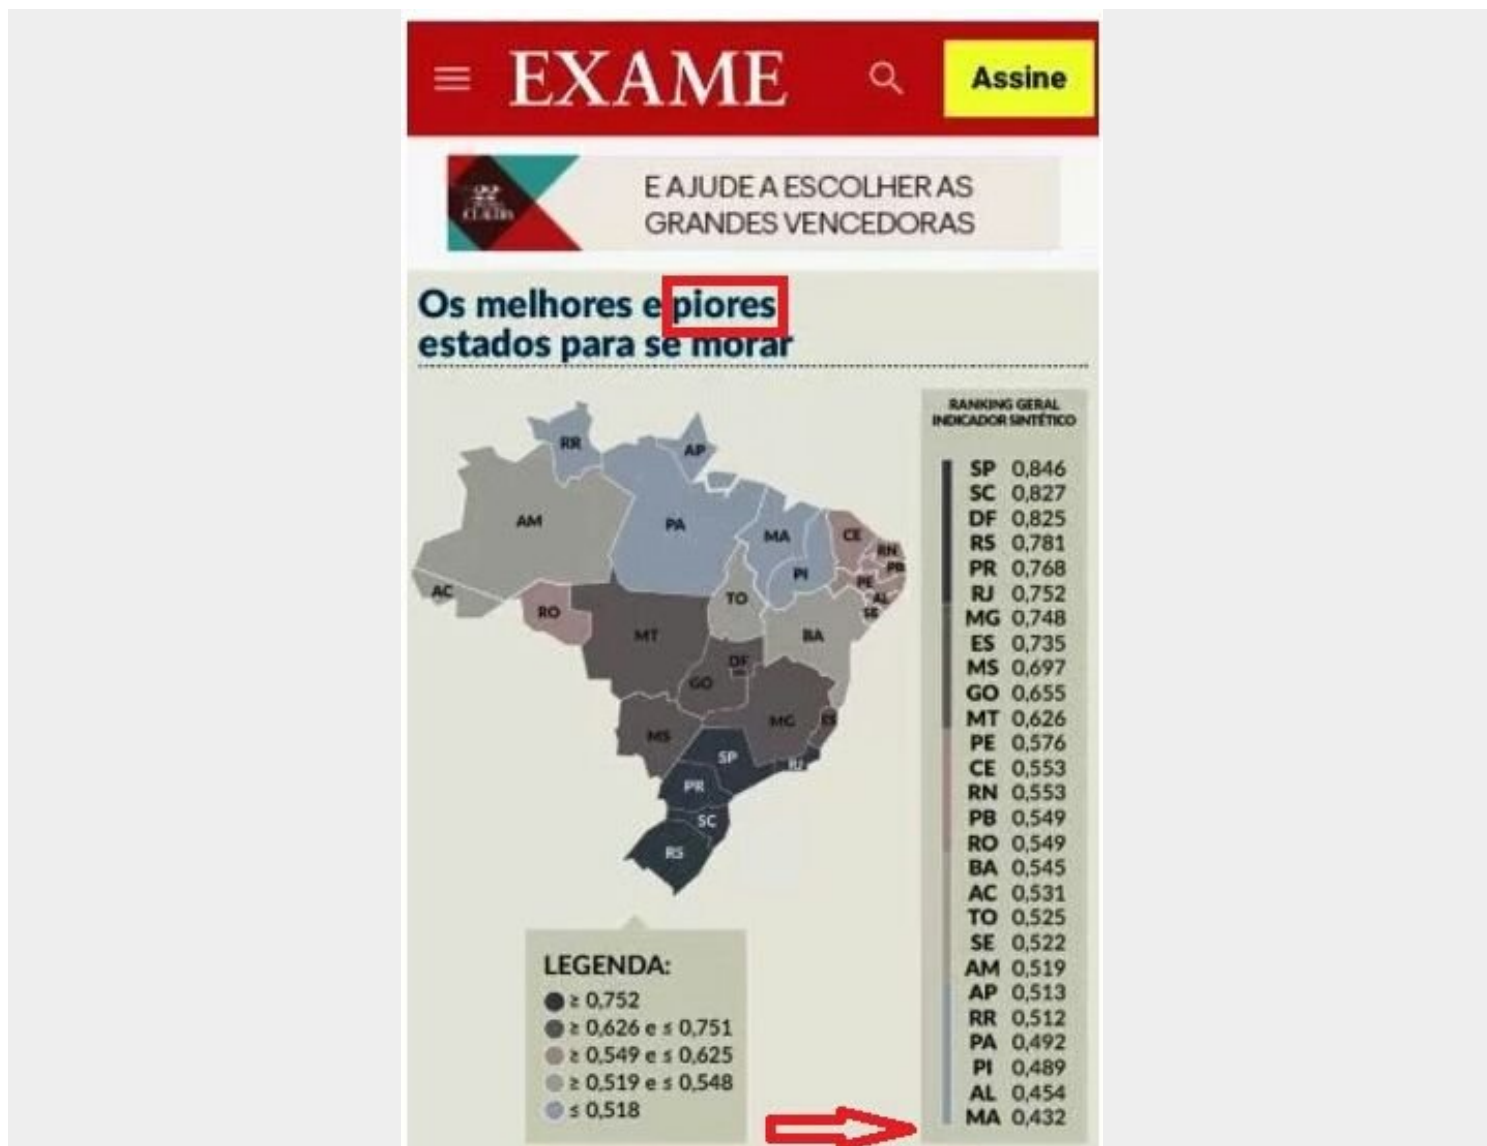 EXAME
Assine
CLAUDIA
E AJUDE A ESCOLHER AS
GRANDES VENCEDORAS
Os melhores e piores
estados para se morar
RANKING GERAL
INDICADOR SINTÉTICO
RR
AP
AM
PA
MA
CE
RN
PB
PI
PE
AL
SE
AC
RO
TO
BA
MT
DF
GO
MG
ES
MS
SP
RJ
PR
SC
RS
SP 0,846
SC 0,827
DF 0,825
RS 0,781
PR 0,768
RJ 0,752
MG 0,748
ES 0,735
MS 0,697
GO 0,655
MT 0,626
PE 0,576
CE 0,553
RN 0,553
PB 0,549
RO 0,549
BA 0,545
AC 0,531
TO 0,525
SE 0,522
AM 0,519
AP 0,513
RR 0,512
PA 0,492
PI 0,489
AL 0,454
MA 0,432
LEGENDA:
≥ 0,752
≥ 0,626 e ≤ 0,751
≥ 0,549 e ≤ 0,625
≥ 0,519 e ≤ 0,548
≤ 0,518